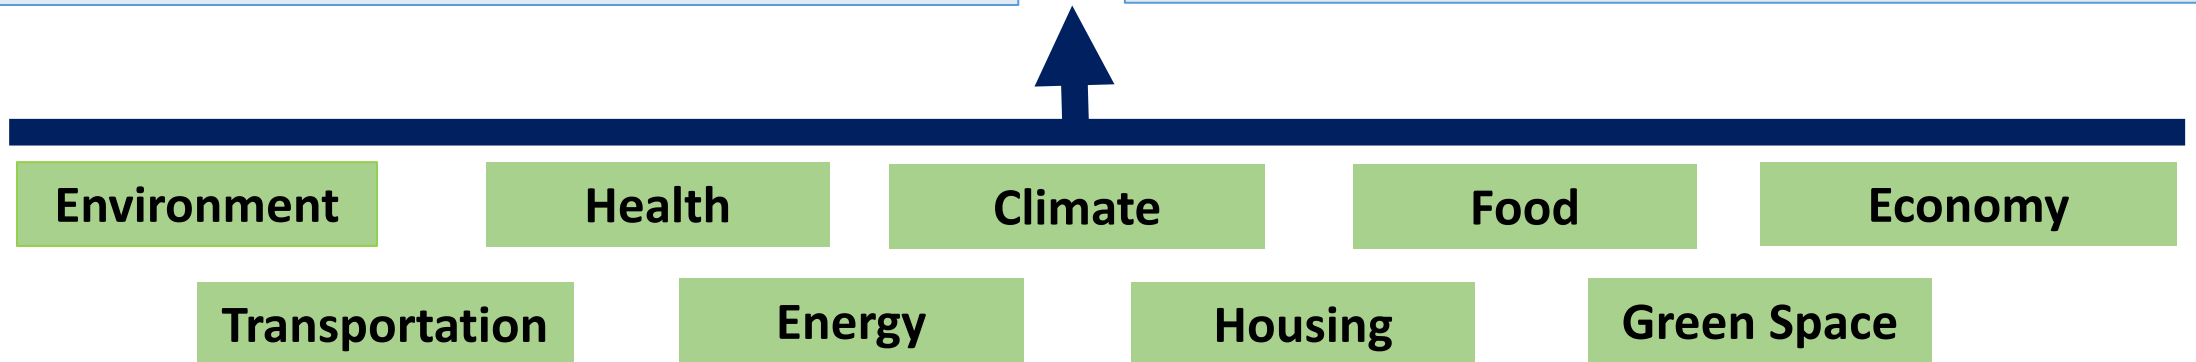 Environment
Health
Climate
Food
Economy
Transportation
Energy
Housing
Green Space